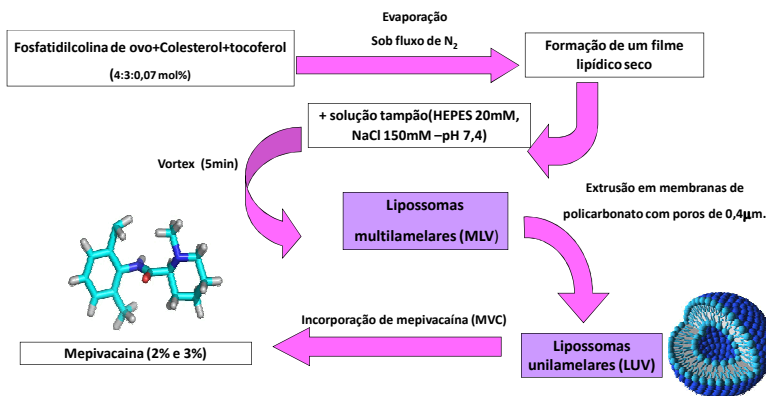 Fosfatidilcolina de ovo+Colesterol+tocoferol
(4:3:0,07 mol%)
Evaporação
Sob fluxo de N₂
Formação de um filme
lipídico seco
+ solução tampão(HEPES 20mM,
NaCl 150mM –pH 7,4)
Vortex (5min)
Lipossomas
multilamelares (MLV)
Extrusão em membranas de
policarbonato com poros de 0,4µm.
Lipossomas
unilamelares (LUV)
Incorporação de mepivacaína (MVC)
Mepivacaina (2% e 3%)